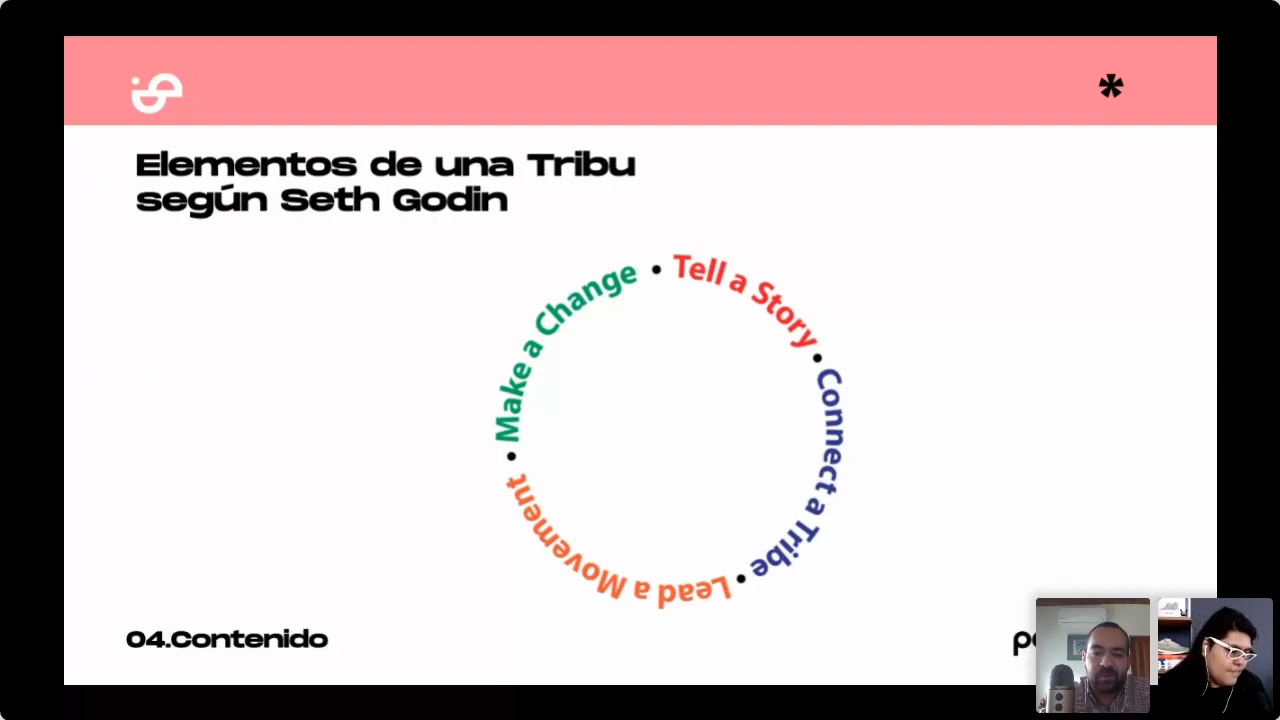 Elementos de una Tribu
según Seth Godin
Tell a Story • Connect a Tribe • Lead a Movement • Make a Change •
04.Contenido